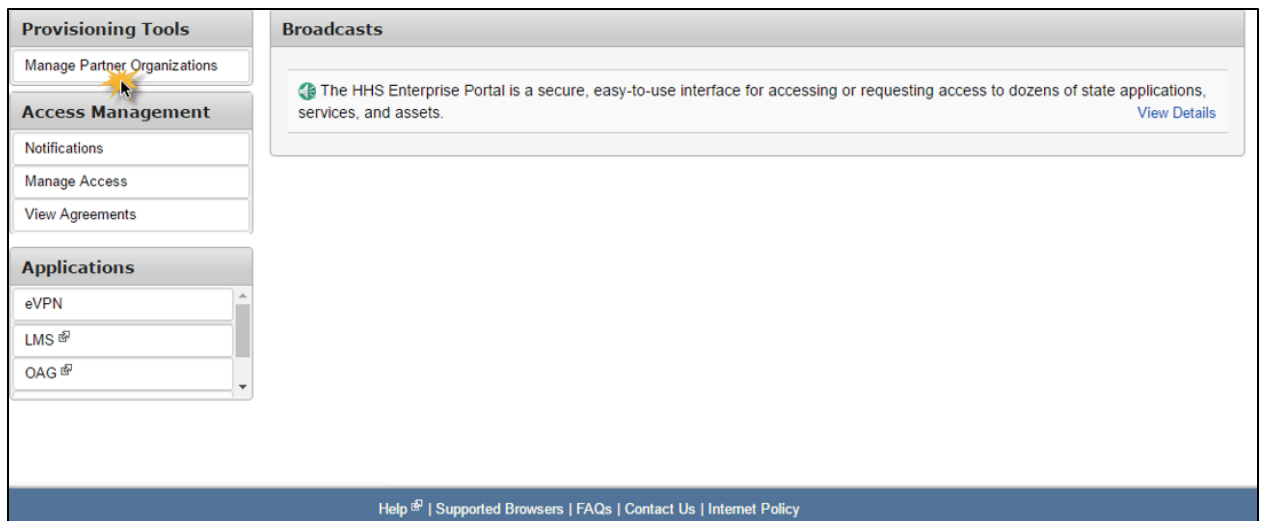 Provisioning Tools
Manage Partner Organizations
Access Management
Notifications
Manage Access
View Agreements
Applications
eVPN
LMS
OAG
Broadcasts
The HHS Enterprise Portal is a secure, easy-to-use interface for accessing or requesting access to dozens of state applications,
services, and assets. View Details
Help | Supported Browsers | FAQs | Contact Us | Internet Policy